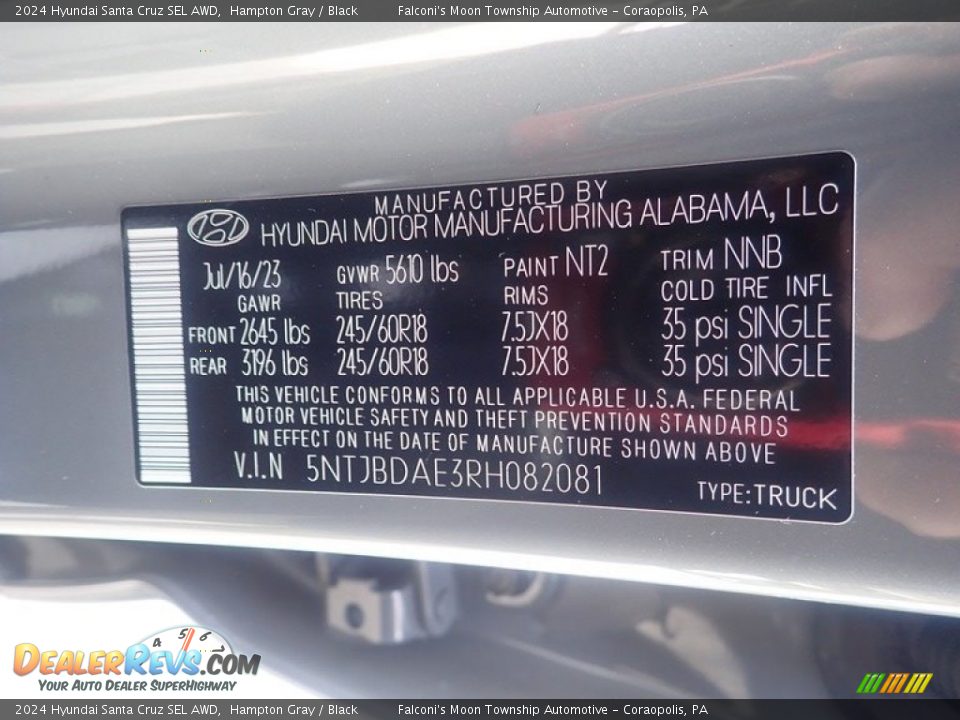 2024 Hyundai Santa Cruz SEL AWD, Hampton Gray / Black Falconi's Moon Township Automotive - Coraopolis, PA
MANUFACTURED BY
HYUNDAI MOTOR MANUFACTURING ALABAMA, LLC
Jul/16/23 GVWR 5610 lbs PAINT NT2 TRIM NNB
GAWR TIRES RIMS COLD TIRE INFL
FRONT 2645 lbs 245/60R18 7.5JX18 35 psi SINGLE
REAR 3196 lbs 245/60R18 7.5JX18 35 psi SINGLE
THIS VEHICLE CONFORMS TO ALL APPLICABLE U.S.A. FEDERAL
MOTOR VEHICLE SAFETY AND THEFT PREVENTION STANDARDS
IN EFFECT ON THE DATE OF MANUFACTURE SHOWN ABOVE
V.I.N 5NTJBDAE3RH082081 TYPE:TRUCK
4 5 6
DEALERREVS.COM
YOUR AUTO DEALER SUPERHIGHWAY
2024 Hyundai Santa Cruz SEL AWD, Hampton Gray / Black Falconi's Moon Township Automotive - Coraopolis, PA